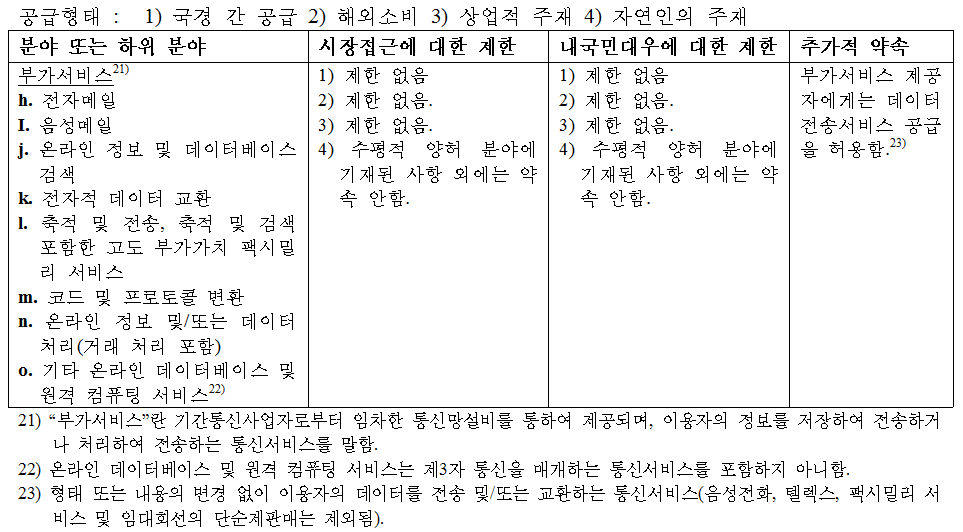 공급형태 : 1) 국경 간 공급 2) 해외소비 3) 상업적 주재 4) 자연인의 주재
분야 또는 하위 분야
시장접근에 대한 제한
내국민대우에 대한 제한
추가적 약속
부가서비스21)
h. 전자메일
I. 음성메일
j. 온라인 정보 및 데이터베이스
검색
k. 전자적 데이터 교환
l. 축적 및 전송, 축적 및 검색
포함한 고도 부가가치 팩시밀
리 서비스
m. 코드 및 프로토콜 변환
n. 온라인 정보 및/또는 데이터
처리(거래 처리 포함)
o. 기타 온라인 데이터베이스 및
원격 컴퓨팅 서비스22)
1) 제한 없음
2) 제한 없음.
3) 제한 없음.
4) 수평적 양허 분야에
기재된 사항 외에는 약
속 안함.
1) 제한 없음
2) 제한 없음.
3) 제한 없음.
4) 수평적 양허 분야에
기재된 사항 외에는 약
속 안함.
부가서비스 제공
자에게는 데이터
전송서비스 공급
을 허용함.23)
21) “부가서비스”란 기간통신사업자로부터 임차한 통신망설비를 통하여 제공되며, 이용자의 정보를 저장하여 전송하거
나 처리하여 전송하는 통신서비스를 말함.
22) 온라인 데이터베이스 및 원격 컴퓨팅 서비스는 제3자 통신을 매개하는 통신서비스를 포함하지 아니함.
23) 형태 또는 내용의 변경 없이 이용자의 데이터를 전송 및/또는 교환하는 통신서비스(음성전화, 텔렉스, 팩시밀리 서
비스 및 임대회선의 단순재판매는 제외됨).